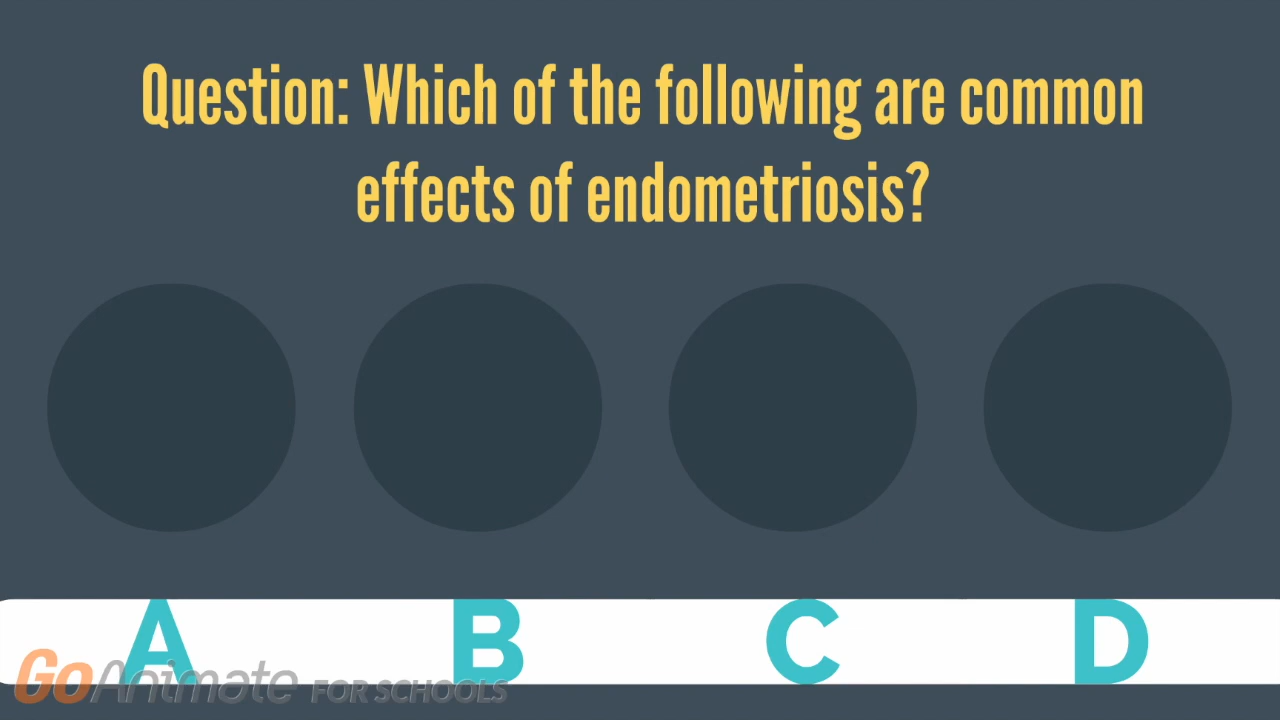 Question: Which of the following are common
effects of endometriosis?
A B C D
GoAnimate FOR SCHOOLS